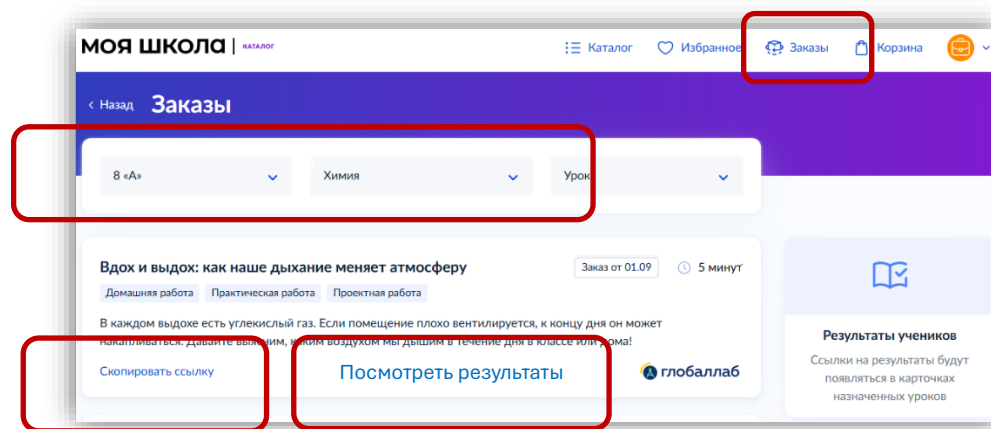 МОЯ ШКОЛА | КАТАЛОГ
Каталог Избранное Заказы Корзина
Назад Заказы
8 «А» Химия Урок
Вдох и выдох: как наше дыхание меняет атмосферу
Заказ от 01.09 5 минут
Домашняя работа Практическая работа Проектная работа
В каждом выдохе есть углекислый газ. Если помещение плохо вентилируется, к концу дня он может
накапливаться. Давайте выясним, каким воздухом мы дышим в течение дня в классе или дома!
Скопировать ссылку Посмотреть результаты глобаллаб
Результаты учеников
Ссылки на результаты будут
появляться в карточках
назначенных уроков